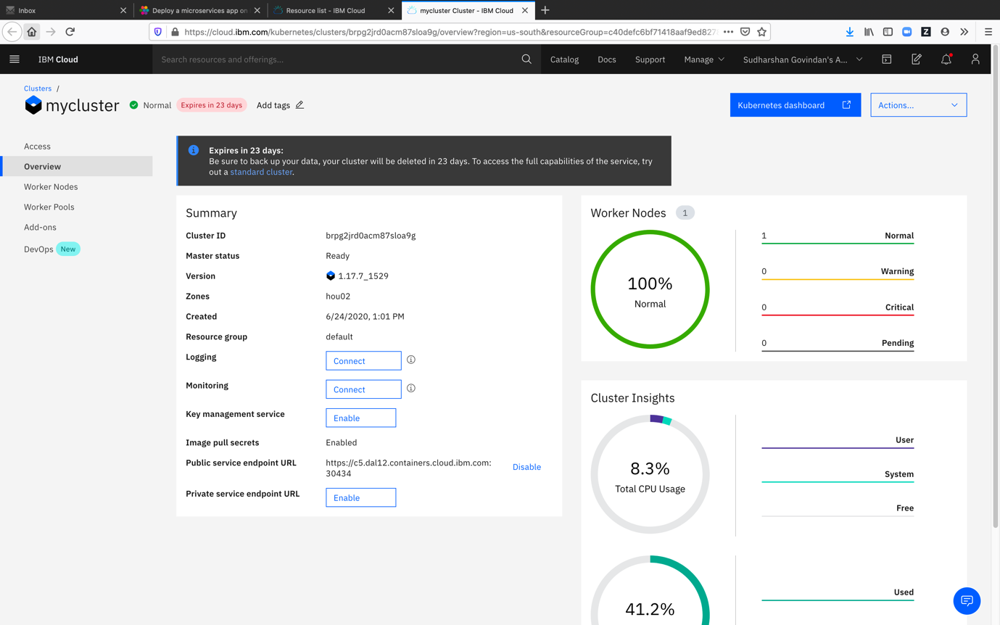 Inbox
Deploy a microservices app on
Resource list - IBM Cloud
mycluster Cluster - IBM Cloud
https://cloud.ibm.com/kubernetes/clusters/brpg2jrd0acm87sloa9g/overview?region=us-south&resourceGroup=c40defc6bf71418aaf9ed827
IBM Cloud
Search resources and offerings...
Catalog
Docs
Support
Manage
Sudharshan Govindan's A...
Clusters /
mycluster
Normal
Expires in 23 days
Add tags
Kubernetes dashboard
Actions...
Access
Overview
Worker Nodes
Worker Pools
Add-ons
DevOps New
Expires in 23 days:
Be sure to back up your data, your cluster will be deleted in 23 days. To access the full capabilities of the service, try
out a standard cluster.
Summary
Cluster ID brpg2jrd0acm87sloa9g
Master status Ready
Version 1.17.7_1529
Zones hou02
Created 6/24/2020, 1:01 PM
Resource group default
Logging Connect
Monitoring Connect
Key management service Enable
Image pull secrets Enabled
Public service endpoint URL https://c5.dal12.containers.cloud.ibm.com:
30434
Disable
Private service endpoint URL Enable
Worker Nodes 1
100%
Normal
1 Normal
0 Warning
0 Critical
0 Pending
Cluster Insights
8.3%
Total CPU Usage
User
System
Free
41.2%
Used